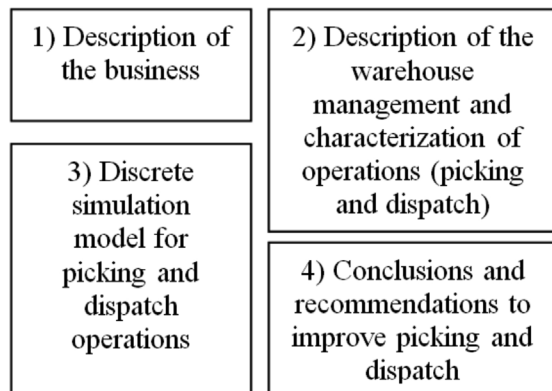 1) Description of
the business
2) Description of the
warehouse
management and
characterization of
operations (picking
and dispatch)
3) Discrete
simulation
model for
picking and
dispatch
operations
4) Conclusions and
recommendations to
improve picking and
dispatch